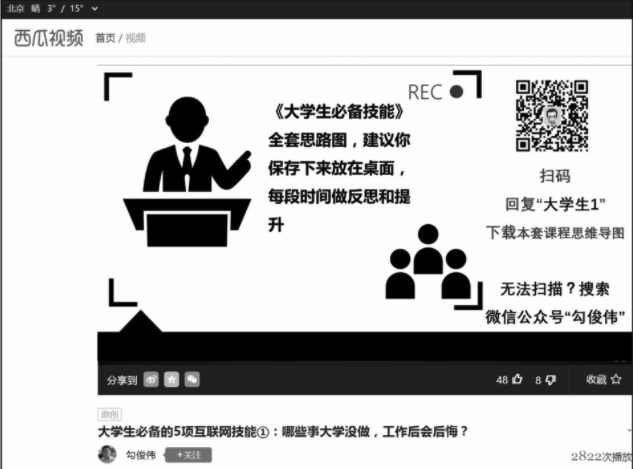 北京 晴 3° / 15°
西瓜视频 首页 / 视频
REC
《大学生必备技能》
全套思路图，建议你
保存下来放在桌面，
每段时间做反思和提
升
扫码
回复“大学生1”
下载本套课程思维导图
无法扫描？搜索
微信公众号“勾俊伟”
分享到 48 8 收藏
原创
大学生必备的5项互联网技能①：哪些事大学没做，工作后会后悔？
勾俊伟 +关注 2822次播放